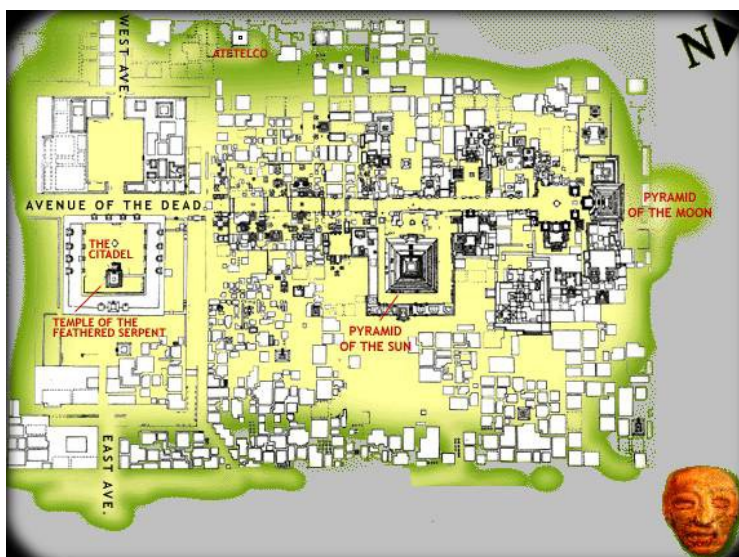 WEST AVE.
ATETELCO
N
AVENUE OF THE DEAD.
PYRAMID
OF THE MOON
THE
CITADEL
TEMPLE OF THE
FEATHERED SERPENT
PYRAMID
OF THE SUN
EAST AVE.